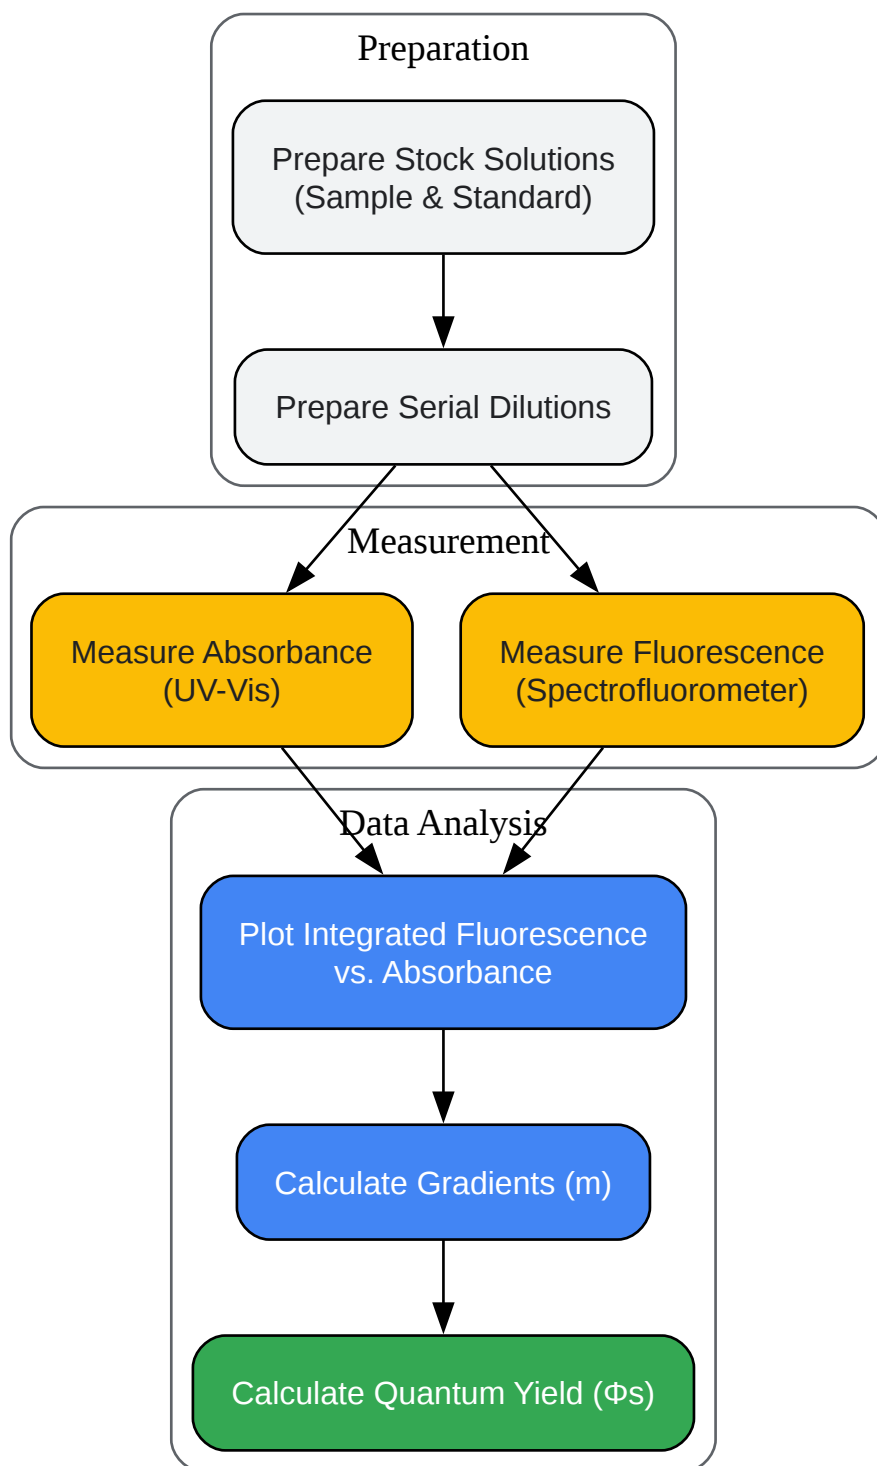 Preparation
Prepare Stock Solutions
(Sample & Standard)
Prepare Serial Dilutions
Measurement
Measure Absorbance
(UV-Vis)
Measure Fluorescence
(Spectrofluorometer)
Data Analysis
Plot Integrated Fluorescence
vs. Absorbance
Calculate Gradients (m)
Calculate Quantum Yield (Φs)